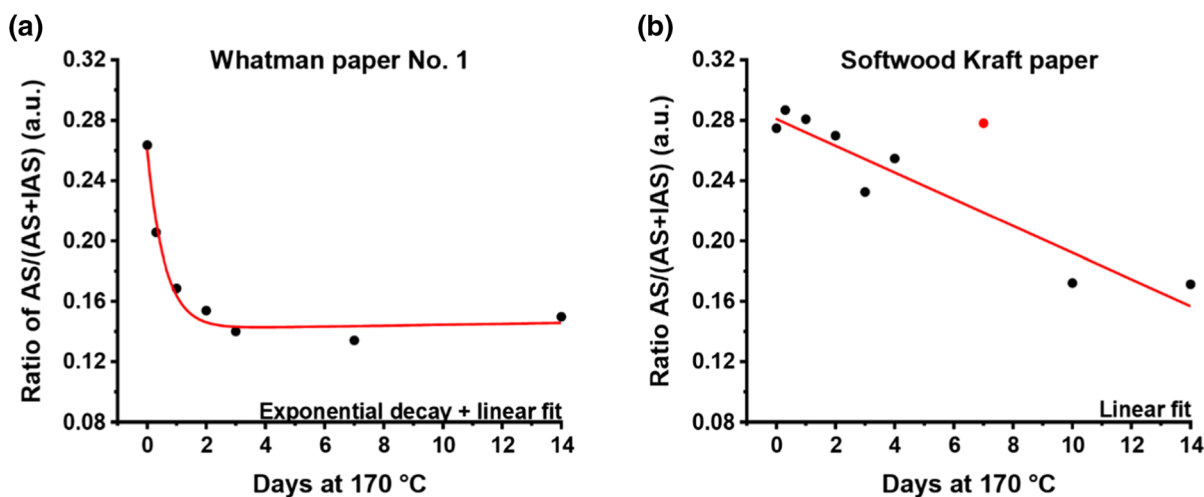 (a)
Whatman paper No. 1
Ratio of AS/(AS+IAS) (a.u.)
0.32
0.28
0.24
0.20
0.16
0.12
0.08
Exponential decay + linear fit
0 2 4 6 8 10 12 14
Days at 170 °C
(b)
Softwood Kraft paper
Ratio AS/(AS+IAS) (a.u.)
0.32
0.28
0.24
0.20
0.16
0.12
0.08
Linear fit
0 2 4 6 8 10 12 14
Days at 170 °C